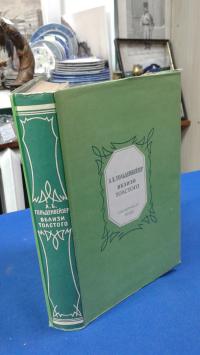 А. Б.
ГОЛЬДЕНВЕЙЗЕР
ВБЛИЗИ
ТОЛСТОГО
А. Б. ГОЛЬДЕНВЕЙЗЕР
ВБЛИЗИ
ТОЛСТОГО